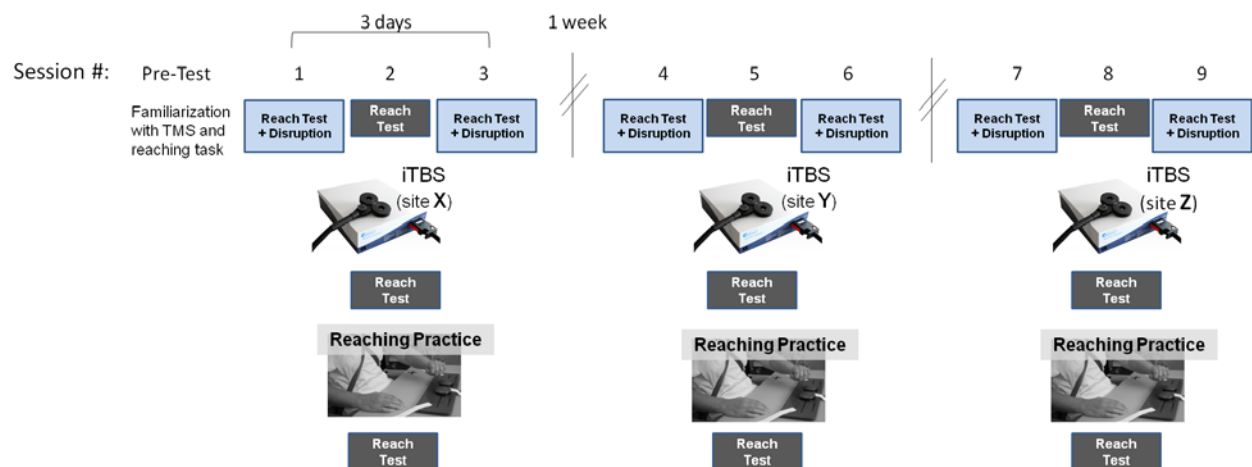 3 days
1 week
Session #: Pre-Test 1 2 3 4 5 6 7 8 9
Familiarization
with TMS and
reaching task
Reach Test
+ Disruption
Reach
Test
Reach Test
+ Disruption
Reach Test
+ Disruption
Reach
Test
Reach Test
+ Disruption
Reach Test
+ Disruption
Reach
Test
Reach Test
+ Disruption
iTBS
(site X)
iTBS
(site Y)
iTBS
(site Z)
Reach
Test
Reach
Test
Reach
Test
Reaching Practice
Reaching Practice
Reaching Practice
Reach
Test
Reach
Test
Reach
Test